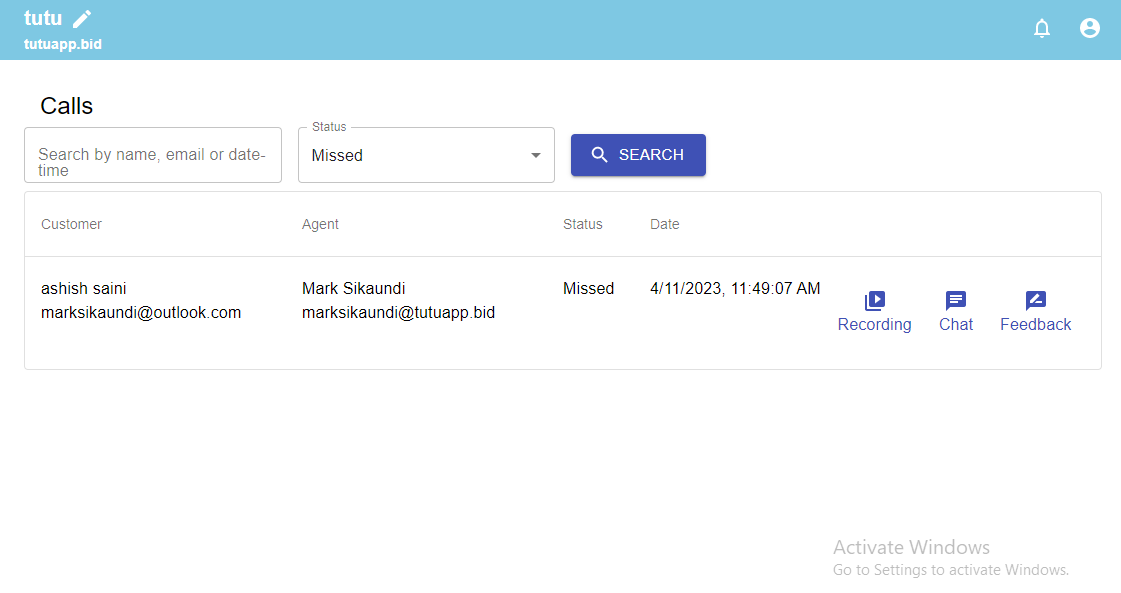 tutu
tutuapp.bid
Calls
Search by name, email or date-
time
Status
Missed
SEARCH
Customer Agent Status Date
ashish saini Mark Sikaundi Missed 4/11/2023, 11:49:07 AM
marksikaundi@outlook.com marksikaundi@tutuapp.bid
Recording Chat Feedback
Activate Windows
Go to Settings to activate Windows.